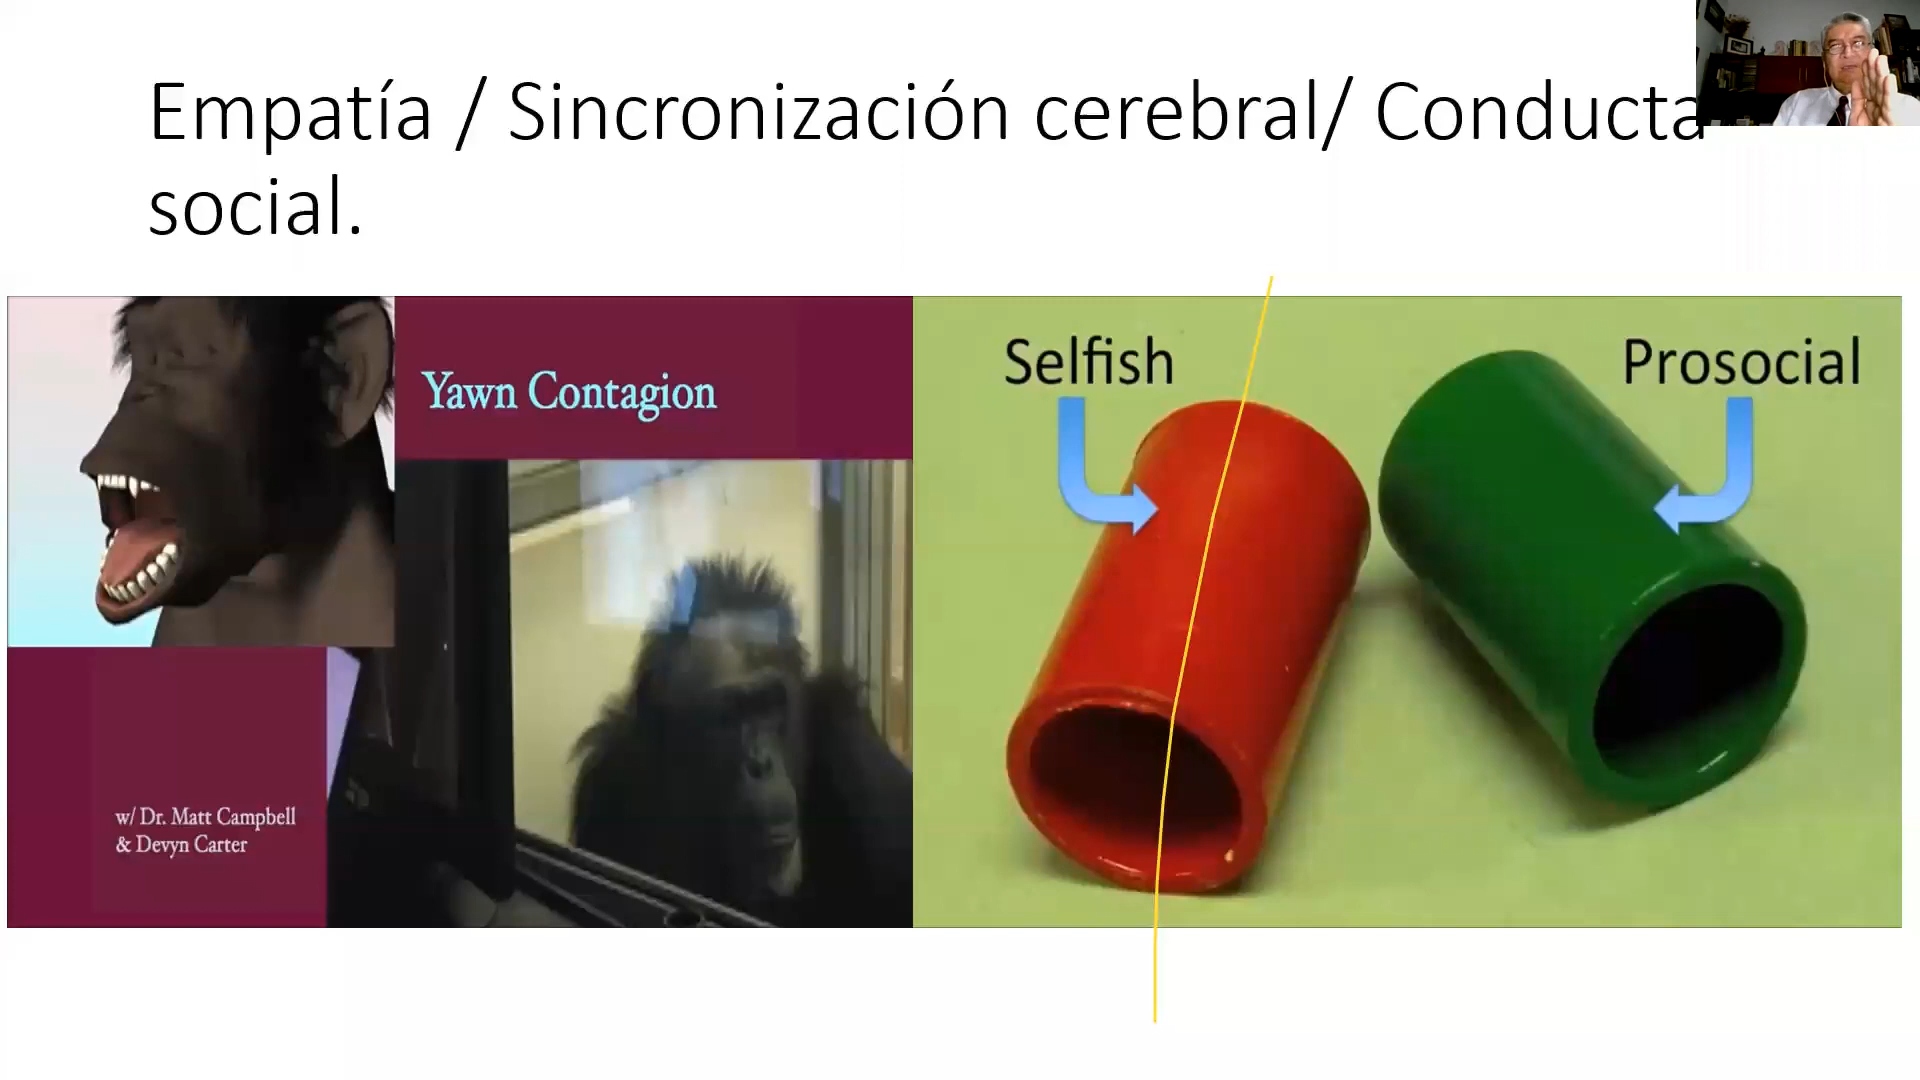 Empatía / Sincronización cerebral/ Conducta
social.
Yawn Contagion
w/ Dr. Matt Campbell
& Devyn Carter
Selfish
Prosocial